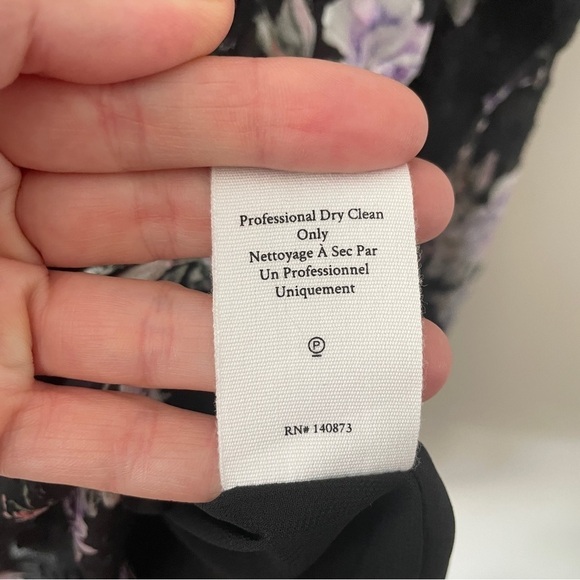 Professional Dry Clean
Only
Nettoyage À Sec Par
Un Professionnel
Uniquement
P
RN# 140873